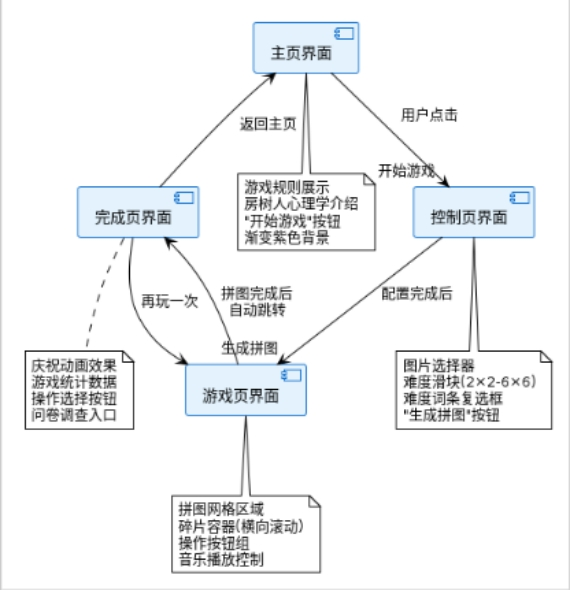 主页界面
用户点击
返回主页
开始游戏
游戏规则展示
房树人心理学介绍
"开始游戏"按钮
渐变紫色背景
完成页界面
控制页界面
再玩一次
拼图完成后
自动跳转
配置完成后
生成拼图
庆祝动画效果
游戏统计数据
操作选择按钮
问卷调查入口
游戏页界面
图片选择器
难度滑块(2×2-6×6)
难度词条复选框
"生成拼图"按钮
拼图网格区域
碎片容器(横向滚动)
操作按钮组
音乐播放控制